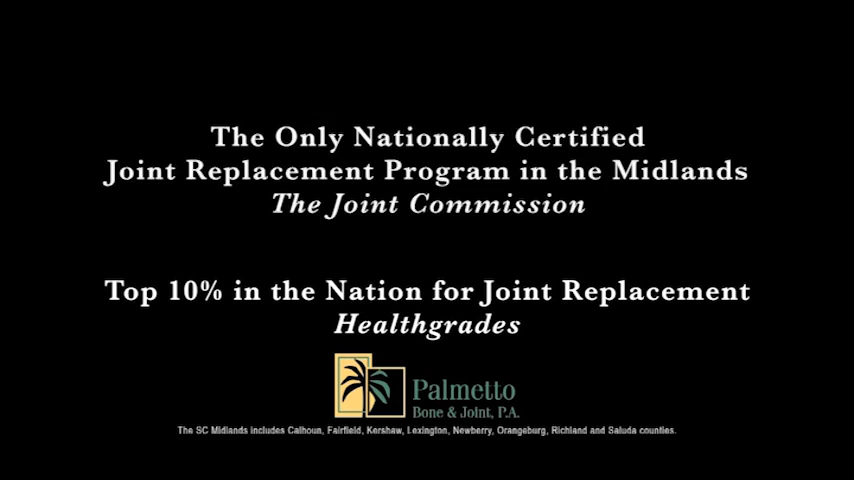 The Only Nationally Certified
Joint Replacement Program in the Midlands
The Joint Commission
Top 10% in the Nation for Joint Replacement
Healthgrades
Palmetto
Bone & Joint, P.A.
The SC Midlands includes Calhoun, Fairfield, Kershaw, Lexington, Newberry, Orangeburg, Richland and Saluda counties.